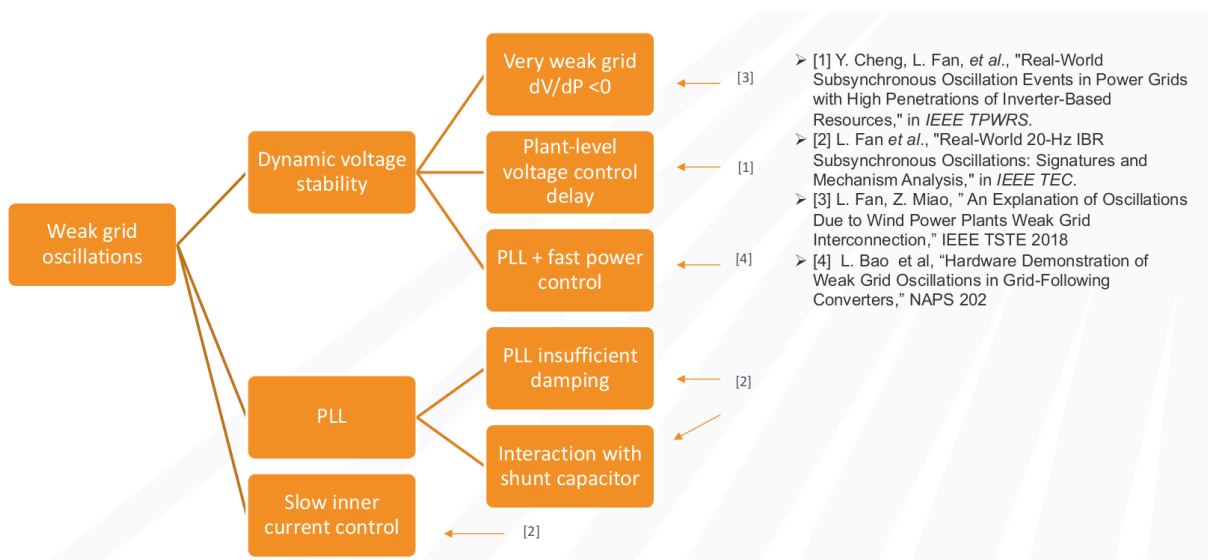 Weak grid
oscillations
Dynamic voltage
stability
Very weak grid
dV/dP <0
[3]
Plant-level
voltage control
delay
[1]
PLL + fast power
control
[4]
PLL
PLL insufficient
damping
[2]
Interaction with
shunt capacitor
Slow inner
current control
[2]
➢ [1] Y. Cheng, L. Fan, et al., "Real-World
Subsynchronous Oscillation Events in Power Grids
with High Penetrations of Inverter-Based
Resources," in IEEE TPWRS.
➢ [2] L. Fan et al., "Real-World 20-Hz IBR
Subsynchronous Oscillations: Signatures and
Mechanism Analysis," in IEEE TEC.
➢ [3] L. Fan, Z. Miao, ” An Explanation of Oscillations
Due to Wind Power Plants Weak Grid
Interconnection,” IEEE TSTE 2018
➢ [4] L. Bao et al, “Hardware Demonstration of
Weak Grid Oscillations in Grid-Following
Converters,” NAPS 202